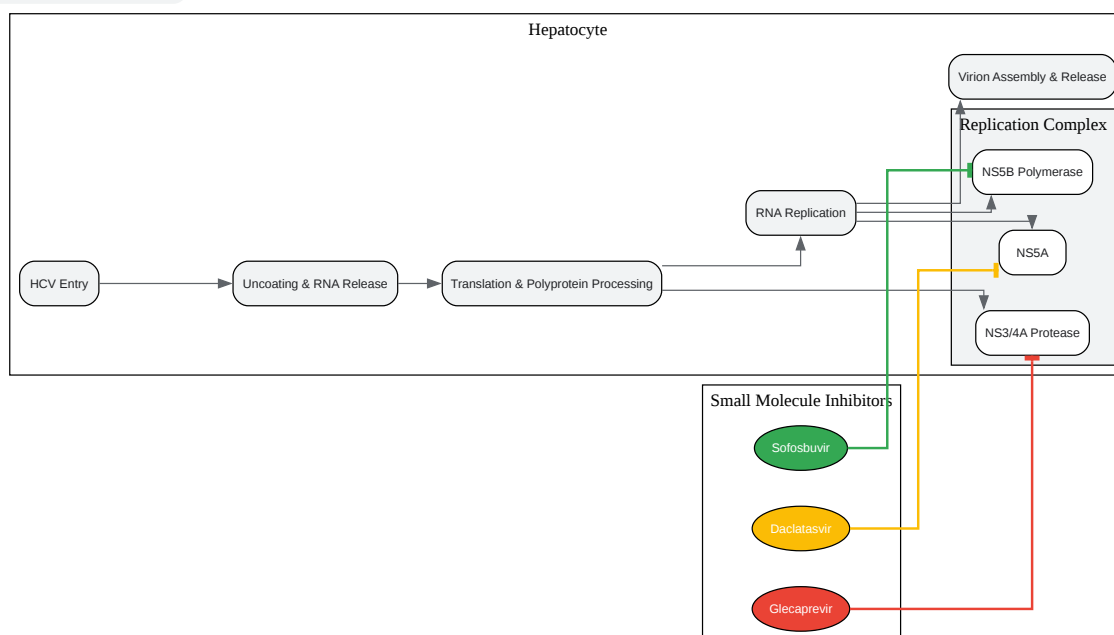 Hepatocyte
Virion Assembly & Release
Replication Complex
NS5B Polymerase
RNA Replication
NS5A
HCV Entry
Uncoating & RNA Release
Translation & Polyprotein Processing
NS3/4A Protease
Small Molecule Inhibitors
Sofosbuvir
Daclatasvir
Glecaprevir